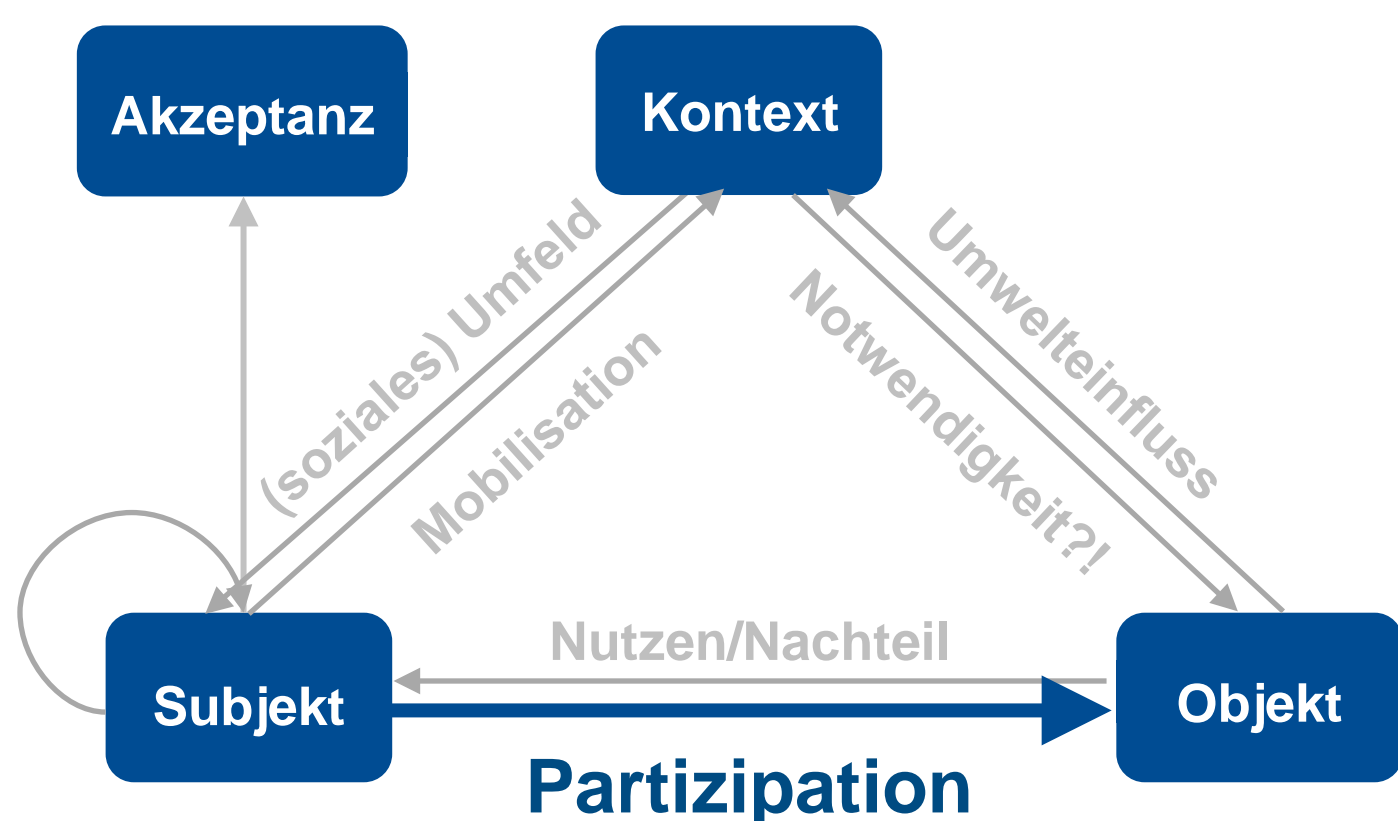 Akzeptanz
Kontext
(soziales) Umfeld
Mobilisation
Umwelteinfluss
Notwendigkeit?!
Nutzen/Nachteil
Subjekt
Objekt
Partizipation